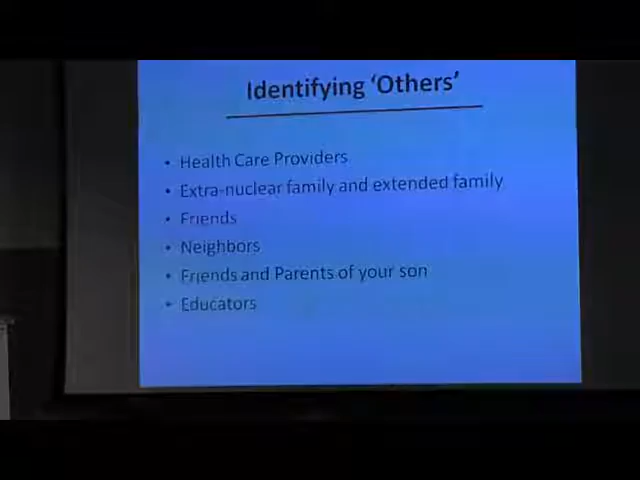 Identifying ‘Others’
• Health Care Providers
• Extra-nuclear family and extended family
• Friends
• Neighbors
• Friends and Parents of your son
• Educators